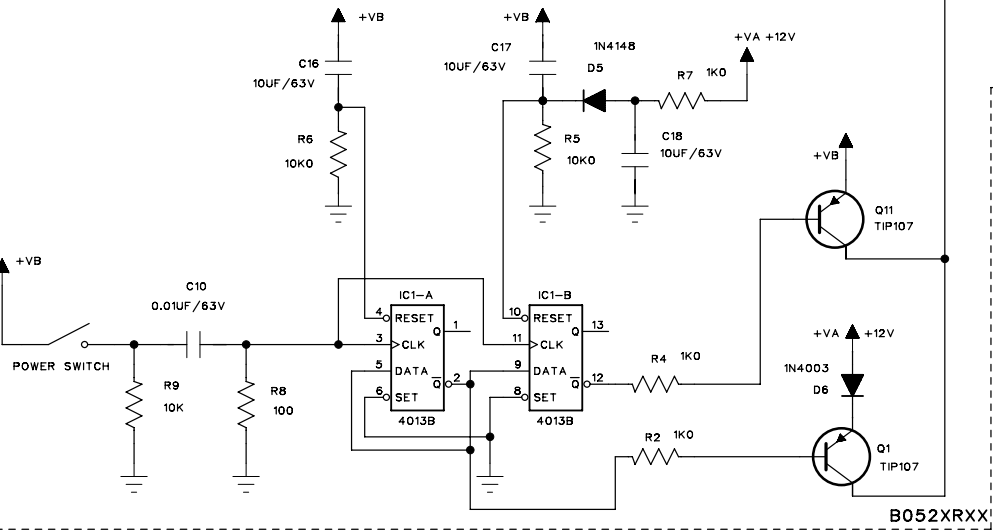 +VB
+VB
C16
10UF/63V
C17
10UF/63V
1N4148
D5
+VA +12V
R7 1K0
R6
10K0
R5
10K0
C18
10UF/63V
+VB
Q11
TIP107
+VB
C10
0.01UF/63V
POWER SWITCH
R9
10K
R8
100
IC1-A
4 RESET
Q 1
3 CLK
5 DATA
Q 2
6 SET
4013B
IC1-B
10 RESET
Q 13
11 CLK
9 DATA
Q 12
8 SET
4013B
R4 1K0
+VA +12V
1N4003
D6
R2 1K0
Q1
TIP107
B052XRXX